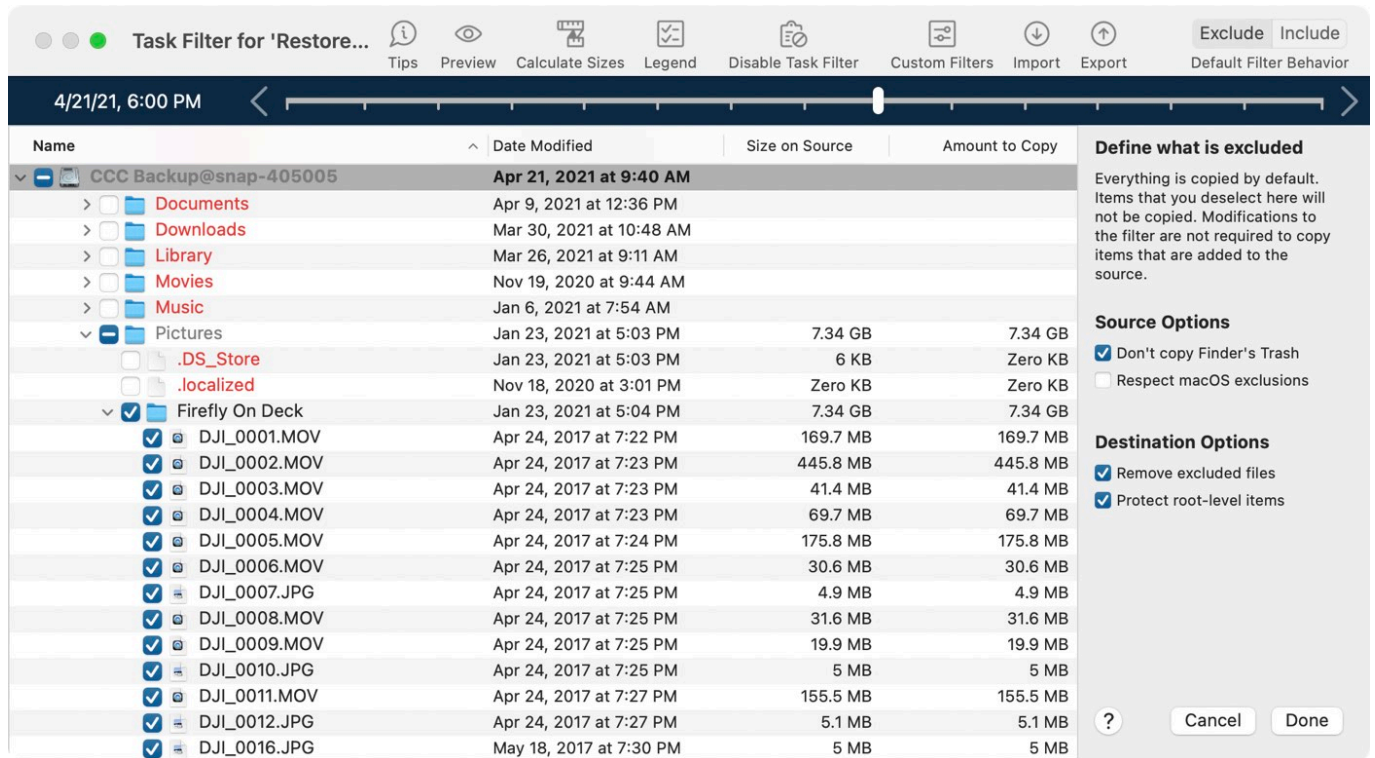 Task Filter for 'Restore...
Tips
Preview
Calculate Sizes
Legend
Disable Task Filter
Custom Filters
Import
Export
Exclude Include
Default Filter Behavior
4/21/21, 6:00 PM
Name Date Modified Size on Source Amount to Copy
CCC Backup@snap-405005 Apr 21, 2021 at 9:40 AM
Documents Apr 9, 2021 at 12:36 PM
Downloads Mar 30, 2021 at 10:48 AM
Library Mar 26, 2021 at 9:11 AM
Movies Nov 19, 2020 at 9:44 AM
Music Jan 6, 2021 at 7:54 AM
Pictures Jan 23, 2021 at 5:03 PM 7.34 GB 7.34 GB
.DS_Store Jan 23, 2021 at 5:03 PM 6 KB Zero KB
.localized Nov 18, 2020 at 3:01 PM Zero KB Zero KB
Firefly On Deck Jan 23, 2021 at 5:04 PM 7.34 GB 7.34 GB
DJI_0001.MOV Apr 24, 2017 at 7:22 PM 169.7 MB 169.7 MB
DJI_0002.MOV Apr 24, 2017 at 7:23 PM 445.8 MB 445.8 MB
DJI_0003.MOV Apr 24, 2017 at 7:23 PM 41.4 MB 41.4 MB
DJI_0004.MOV Apr 24, 2017 at 7:23 PM 69.7 MB 69.7 MB
DJI_0005.MOV Apr 24, 2017 at 7:24 PM 175.8 MB 175.8 MB
DJI_0006.MOV Apr 24, 2017 at 7:25 PM 30.6 MB 30.6 MB
DJI_0007.JPG Apr 24, 2017 at 7:25 PM 4.9 MB 4.9 MB
DJI_0008.MOV Apr 24, 2017 at 7:25 PM 31.6 MB 31.6 MB
DJI_0009.MOV Apr 24, 2017 at 7:25 PM 19.9 MB 19.9 MB
DJI_0010.JPG Apr 24, 2017 at 7:25 PM 5 MB 5 MB
DJI_0011.MOV Apr 24, 2017 at 7:27 PM 155.5 MB 155.5 MB
DJI_0012.JPG Apr 24, 2017 at 7:27 PM 5.1 MB 5.1 MB
DJI_0016.JPG May 18, 2017 at 7:30 PM 5 MB 5 MB
Define what is excluded
Everything is copied by default.
Items that you deselect here will
not be copied. Modifications to
the filter are not required to copy
items that are added to the
source.
Source Options
Don't copy Finder's Trash
Respect macOS exclusions
Destination Options
Remove excluded files
Protect root-level items
? Cancel Done